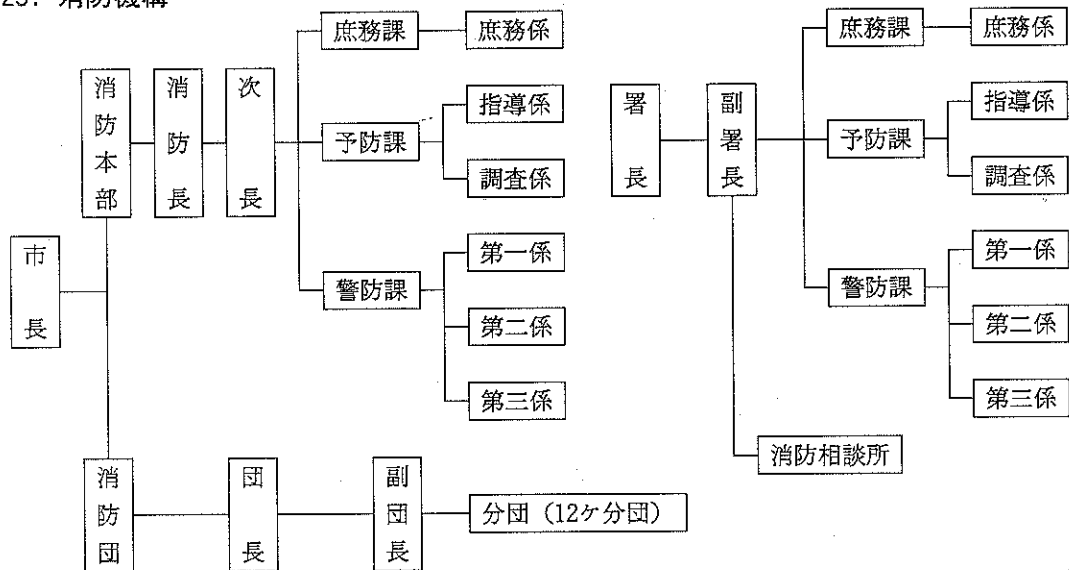 23. 消防機構
市長
消防本部
消防長
次長
庶務課
庶務係
予防課
指導係
調査係
警防課
第一係
第二係
第三係
消防団
団長
副団長
分団（12ケ分団）
署長
副署長
庶務課
庶務係
予防課
指導係
調査係
警防課
第一係
第二係
第三係
消防相談所